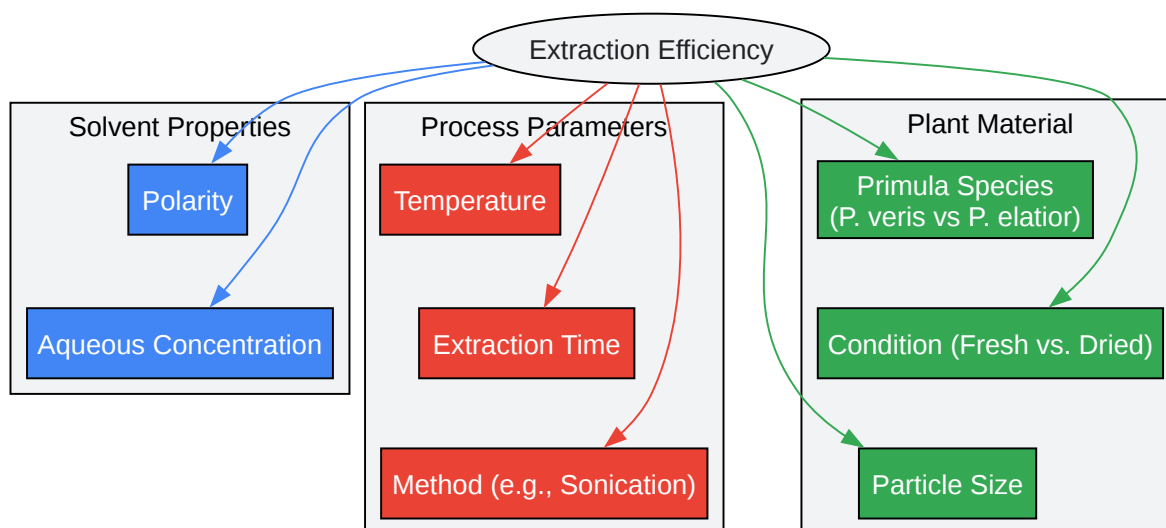 Extraction Efficiency
Solvent Properties
Polarity
Aqueous Concentration
Process Parameters
Temperature
Extraction Time
Method (e.g., Sonication)
Plant Material
Primula Species
(P. veris vs P. elatior)
Condition (Fresh vs. Dried)
Particle Size